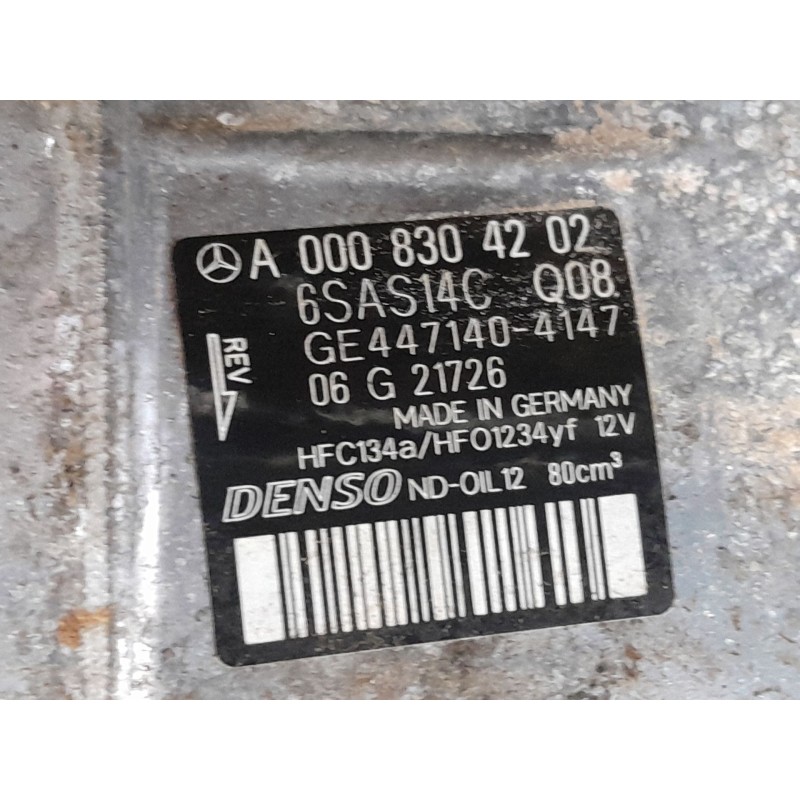 A 000 830 42 02
6SAS14C Q08.
GE447140-4147
REV
06 G 21726
MADE IN GERMANY
HFC134a/HFO1234yf 12V
DENSO ND-OIL12 80cm³